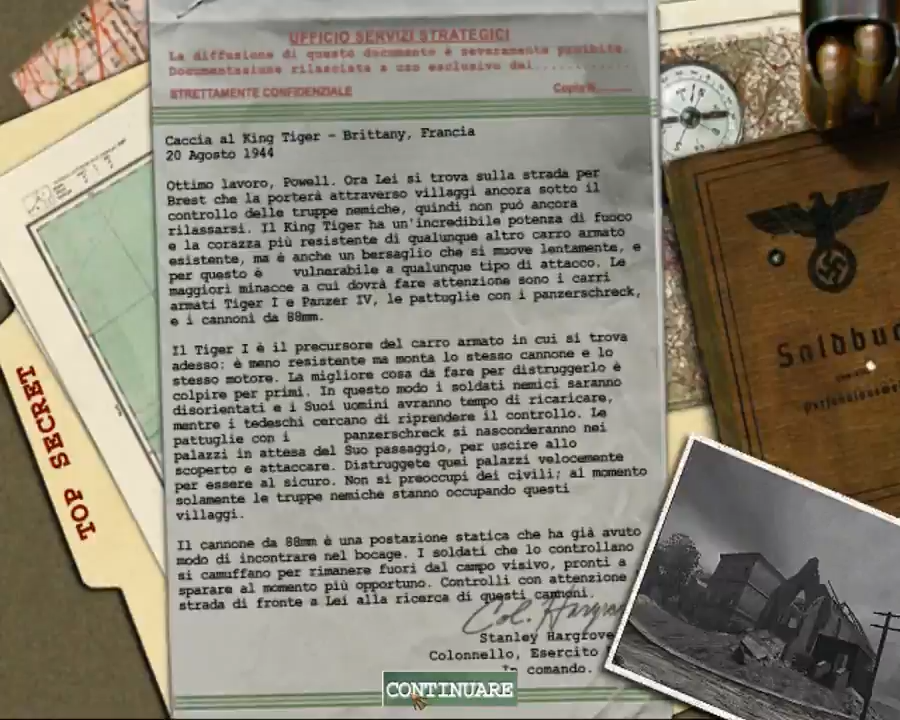 UFFICIO SERVIZI STRATEGICI
La diffusione di questo documento è severamente proibita.
Documentazione rilasciata a uso esclusivo del............
STRETTAMENTE CONFIDENZIALE
Copia N......
Caccia al King Tiger - Brittany, Francia
20 Agosto 1944
Ottimo lavoro, Powell. Ora Lei si trova sulla strada per
Brest che la porterà attraverso villaggi ancora sotto il
controllo delle truppe nemiche, quindi non può ancora
rilassarsi. Il King Tiger ha un'incredibile potenza di fuoco
e la corazza più resistente di qualunque altro carro armato
esistente, ma è anche un bersaglio che si muove lentamente, e
per questo è vulnerabile a qualunque tipo di attacco. Le
maggiori minacce a cui dovrà fare attenzione sono i carri
armati Tiger I e Panzer IV, le pattuglie con i panzerschreck,
e i cannoni da 88mm.
Il Tiger I è il precursore del carro armato in cui si trova
adesso: è meno resistente ma monta lo stesso cannone e lo
stesso motore. La migliore cosa da fare per distruggerlo è
colpire per primi. In questo modo i soldati nemici saranno
disorientati e i Suoi uomini avranno tempo di ricaricare,
mentre i tedeschi cercano di riprendere il controllo. Le
pattuglie con i panzerschreck si nasconderanno nei
palazzi in attesa del Suo passaggio, per uscire allo
scoperto e attaccare. Distruggete quei palazzi velocemente
per essere al sicuro. Non si preoccupi dei civili; al momento
solamente le truppe nemiche stanno occupando questi
villaggi.
Il cannone da 88mm è una postazione statica che ha già avuto
modo di incontrare nel bocage. I soldati che lo controllano
si camuffano per rimanere fuori dal campo visivo, pronti a
sparare al momento più opportuno. Controlli con attenzione la
strada di fronte a Lei alla ricerca di questi cannoni.
Col. Hargrov
Stanley Hargrove
Colonnello, Esercito
In comando.
CONTINUARE
TOP SECRET
Soldbuc